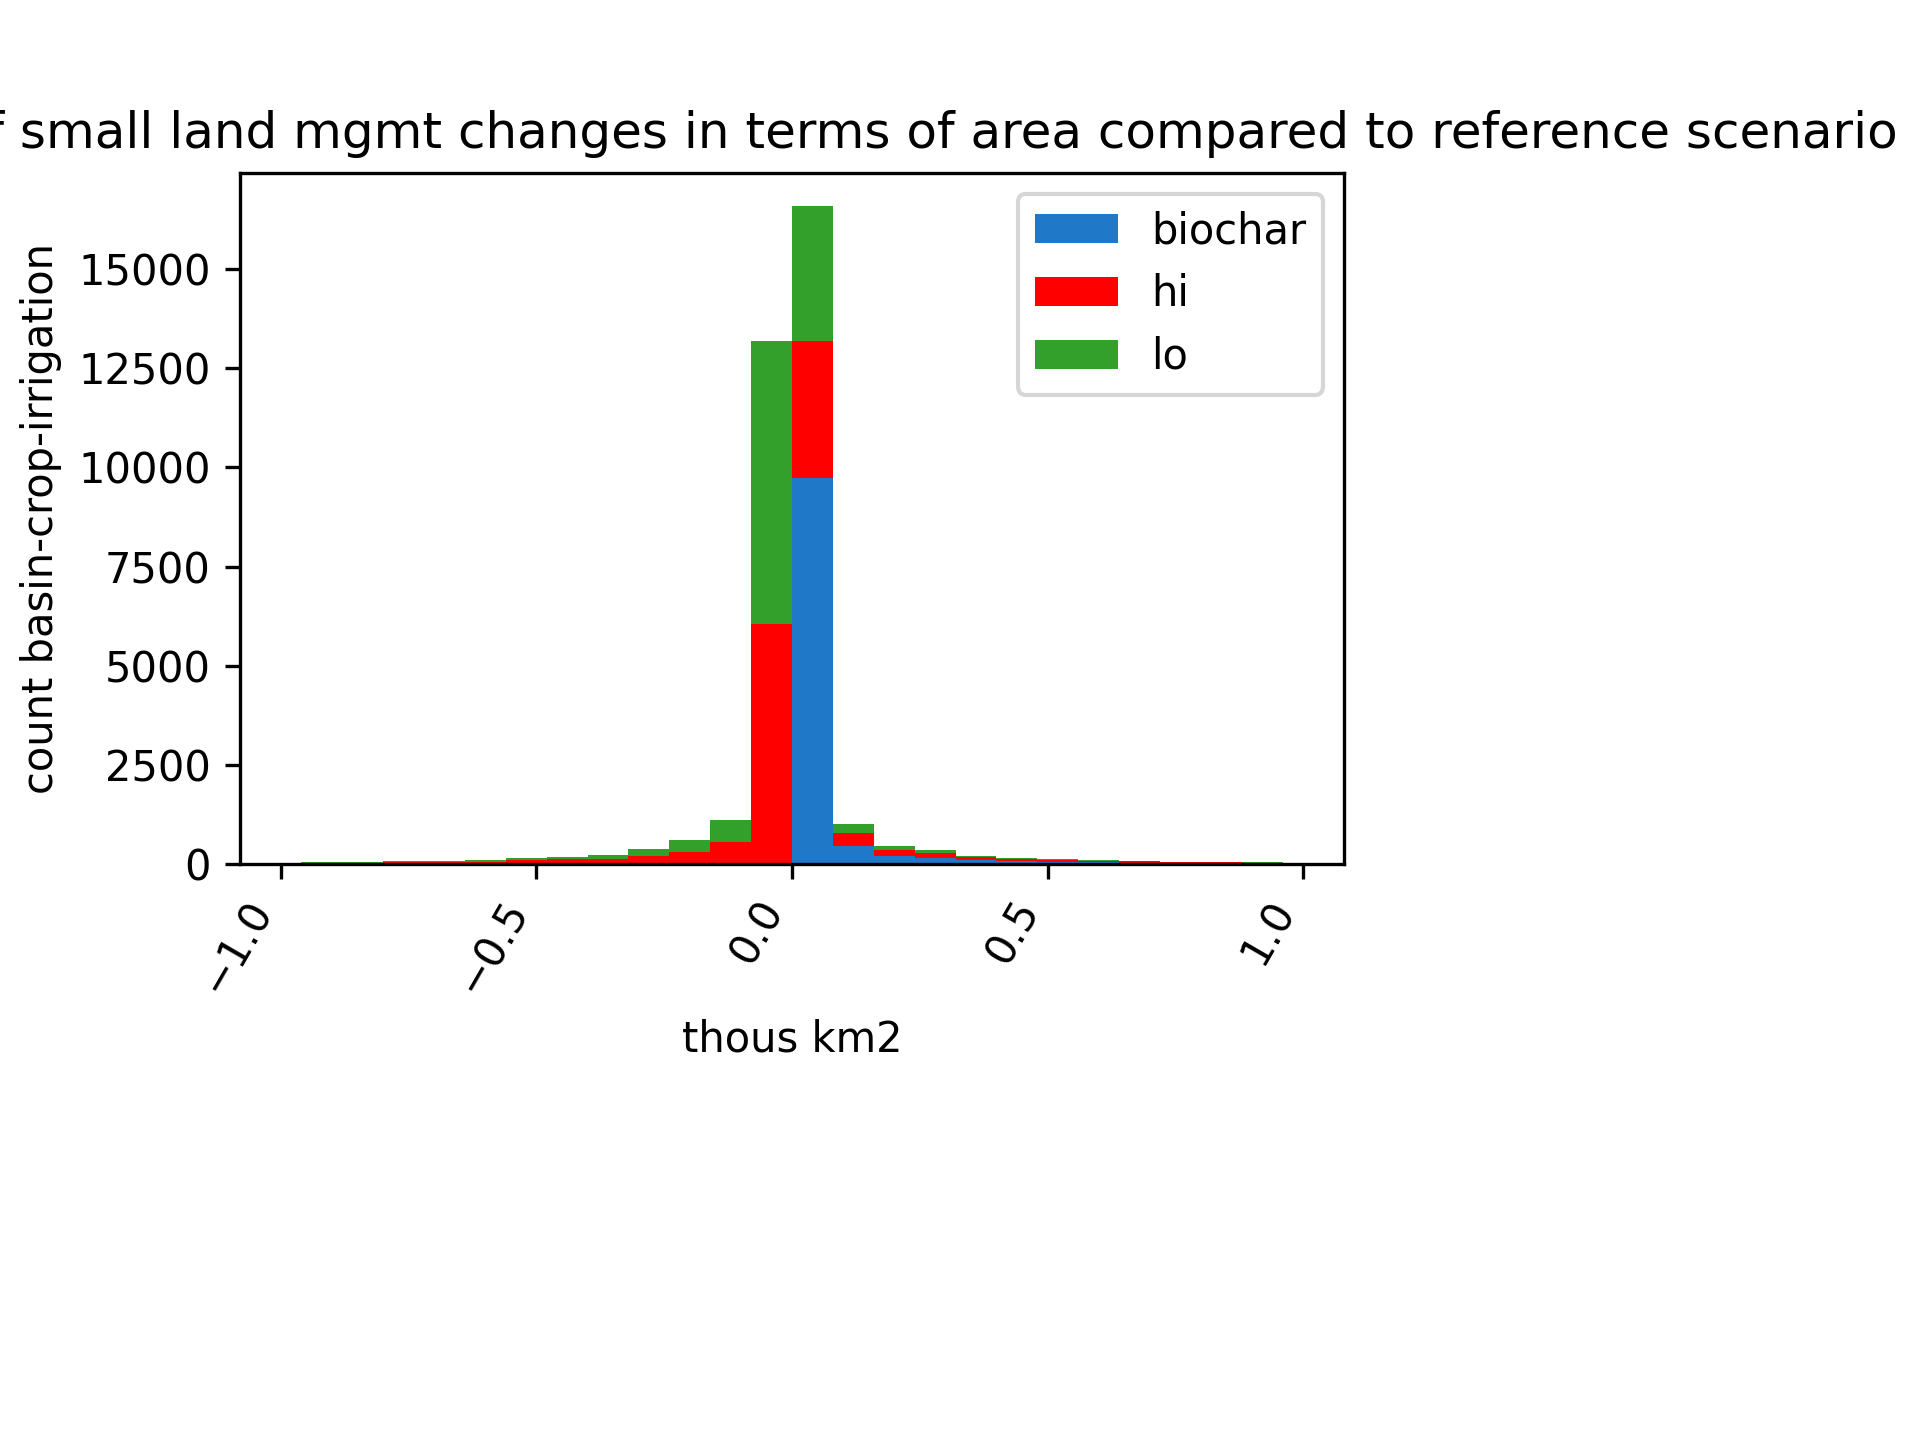 small land mgmt changes in terms of area compared to reference scenario
biochar
hi
lo
count basin-crop-irrigation
15000
12500
10000
7500
5000
2500
0
−1.0
−0.5
0.0
0.5
1.0
thous km2